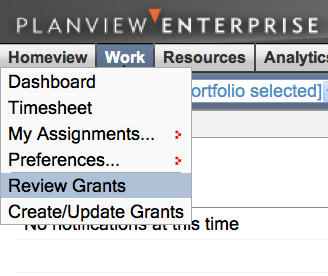 PLANVIEW ENTERPRISE
Homeview Work Resources Analytic
Dashboard
ortfolio selected]
Timesheet
My Assignments...
Preferences...
Review Grants
Create/Update Grants
No notifications at this time